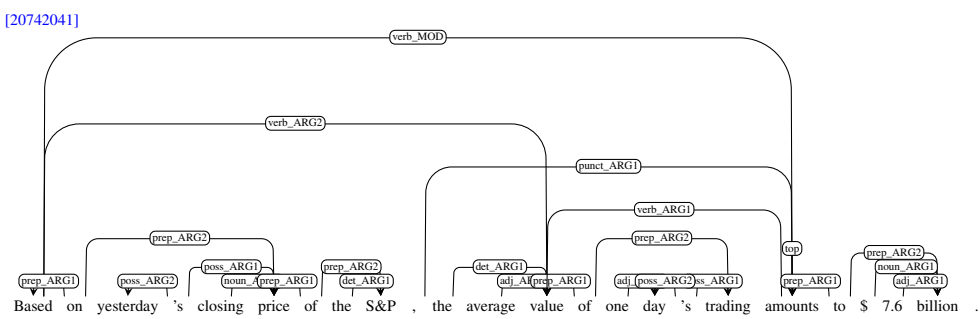 [20742041]
verb_MOD
verb_ARG2
punct_ARG1
verb_ARG1
prep_ARG2 prep_ARG2 top
poss_ARG1 prep_ARG2 det_ARG1 prep_ARG2 noun_ARG1
prep_ARG1 poss_ARG2 prep_ARG1 det_ARG1 prep_ARG1 poss_ARG2 prep_ARG1 adj_ARG1
Based on yesterday 's closing price of the S&P , the average value of one day 's trading amounts to $ 7.6 billion .